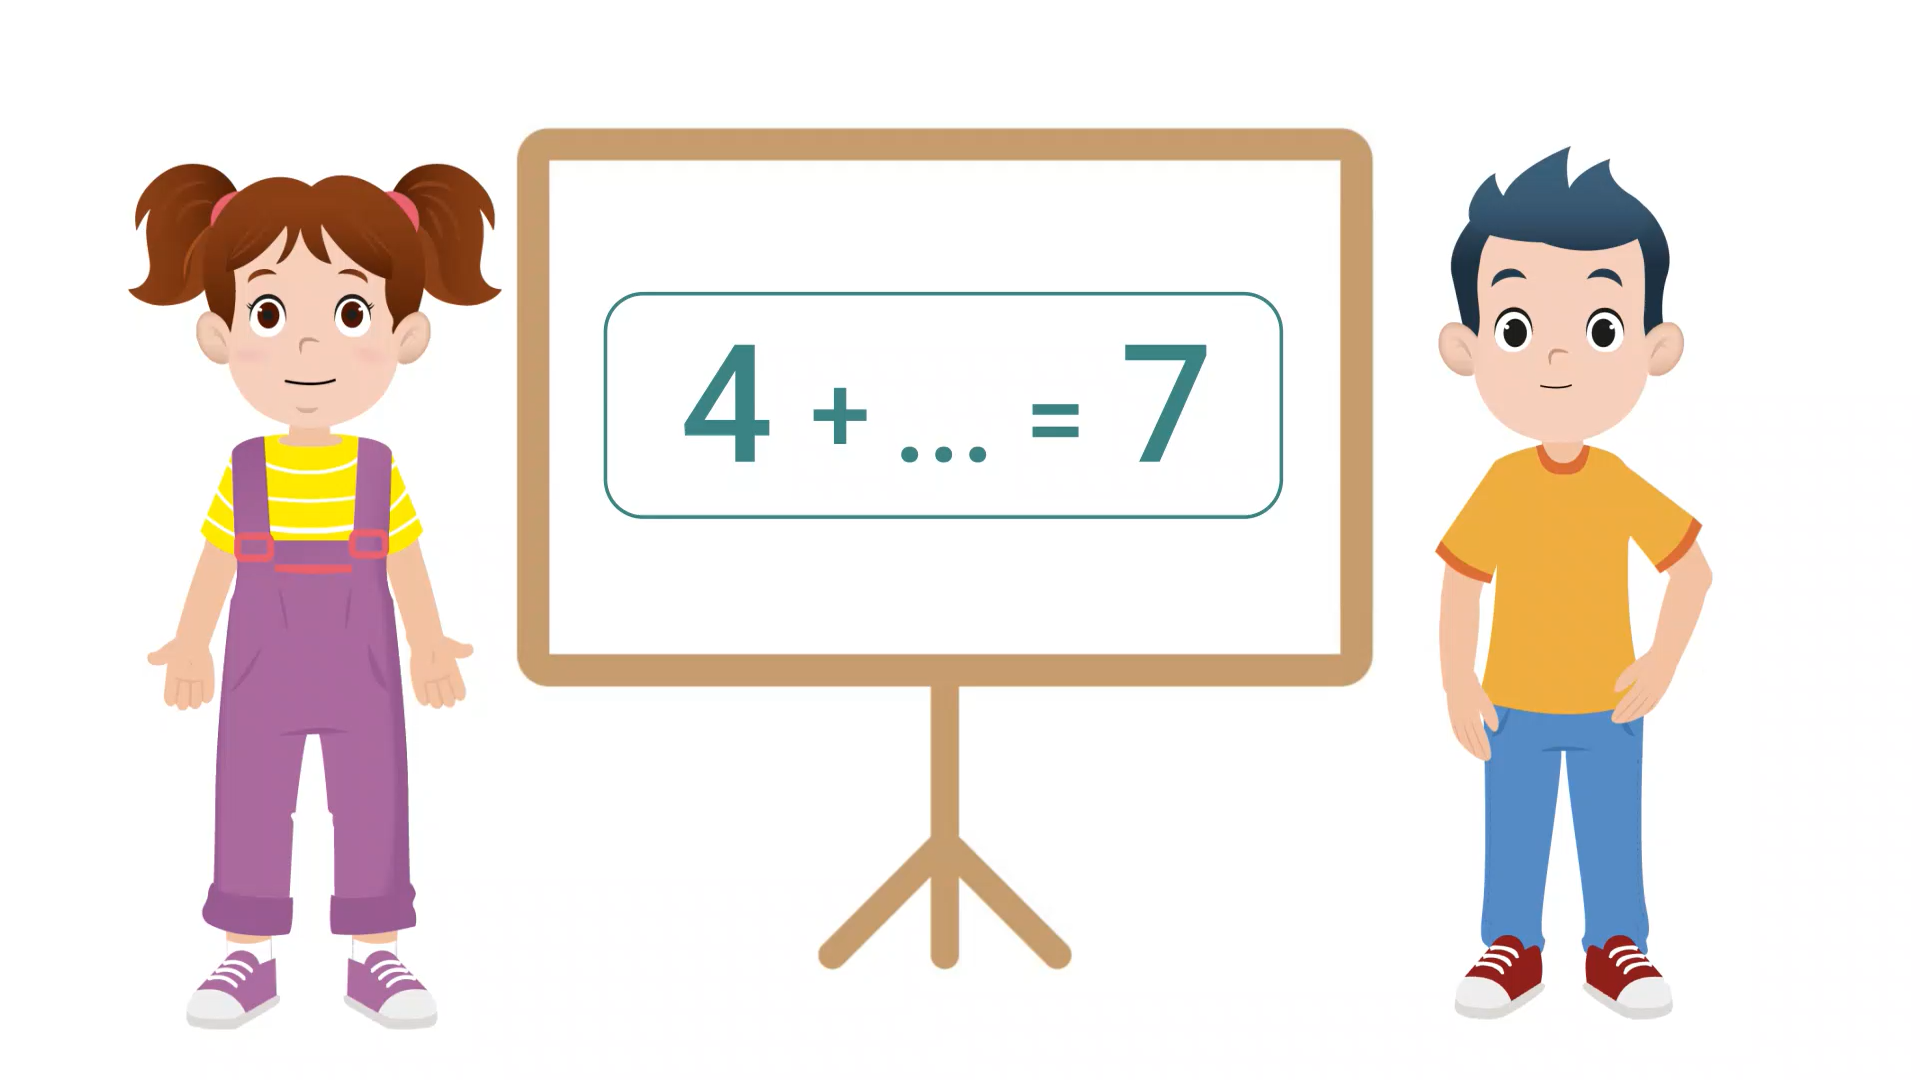 4 + ... = 7